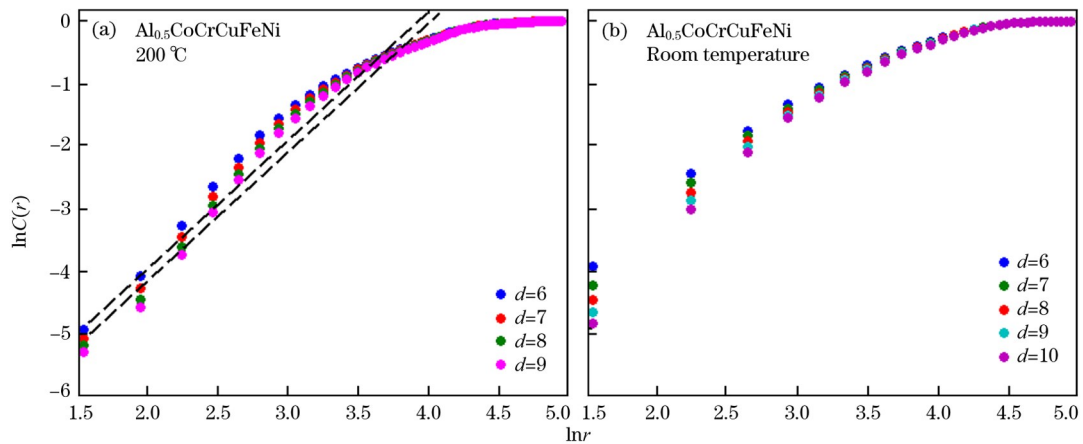 (a) Al0.5CoCrCuFeNi
200 ℃
(b) Al0.5CoCrCuFeNi
Room temperature
lnC(r)
0
−1
−2
−3
−4
−5
−6
d=6
d=7
d=8
d=9
d=6
d=7
d=8
d=9
d=10
1.5 2.0 2.5 3.0 3.5 4.0 4.5 5.0
1.5 2.0 2.5 3.0 3.5 4.0 4.5 5.0
lnr